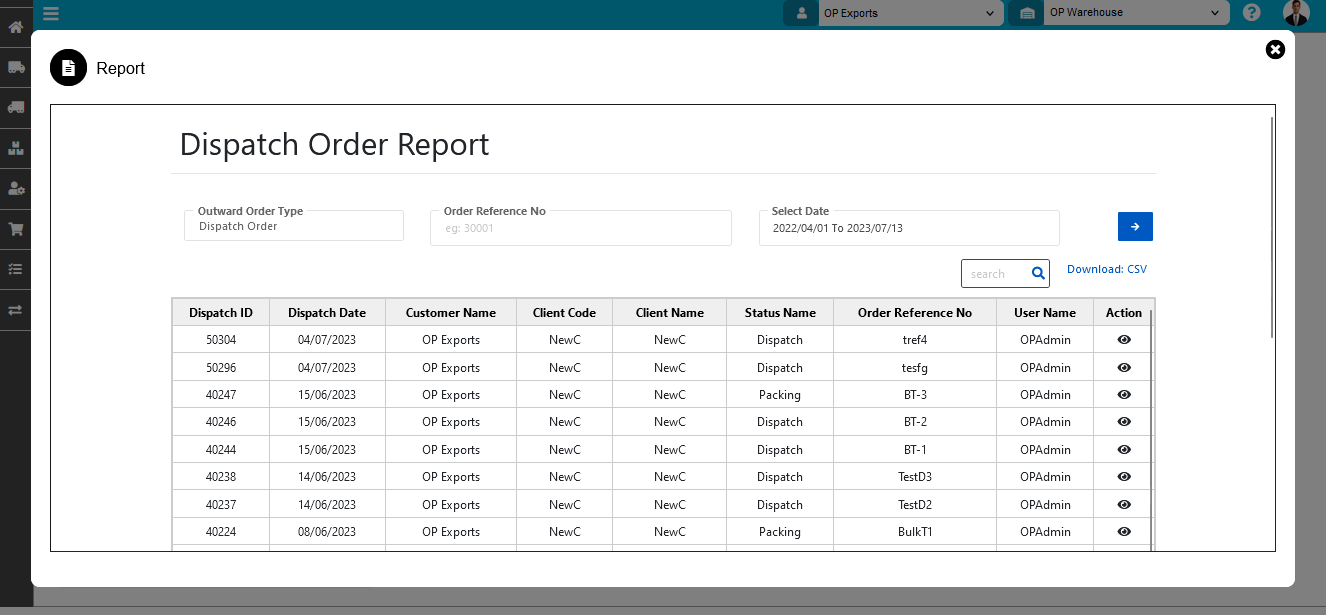 OP Exports
OP Warehouse
Report
Dispatch Order Report
Outward Order Type
Dispatch Order
Order Reference No
eg: 30001
Select Date
2022/04/01 To 2023/07/13
search
Download: CSV
Dispatch ID Dispatch Date Customer Name Client Code Client Name Status Name Order Reference No User Name Action
50304 04/07/2023 OP Exports NewC NewC Dispatch tref4 OPAdmin
50296 04/07/2023 OP Exports NewC NewC Dispatch tesfg OPAdmin
40247 15/06/2023 OP Exports NewC NewC Packing BT-3 OPAdmin
40246 15/06/2023 OP Exports NewC NewC Dispatch BT-2 OPAdmin
40244 15/06/2023 OP Exports NewC NewC Dispatch BT-1 OPAdmin
40238 14/06/2023 OP Exports NewC NewC Dispatch TestD3 OPAdmin
40237 14/06/2023 OP Exports NewC NewC Dispatch TestD2 OPAdmin
40224 08/06/2023 OP Exports NewC NewC Packing BulkT1 OPAdmin